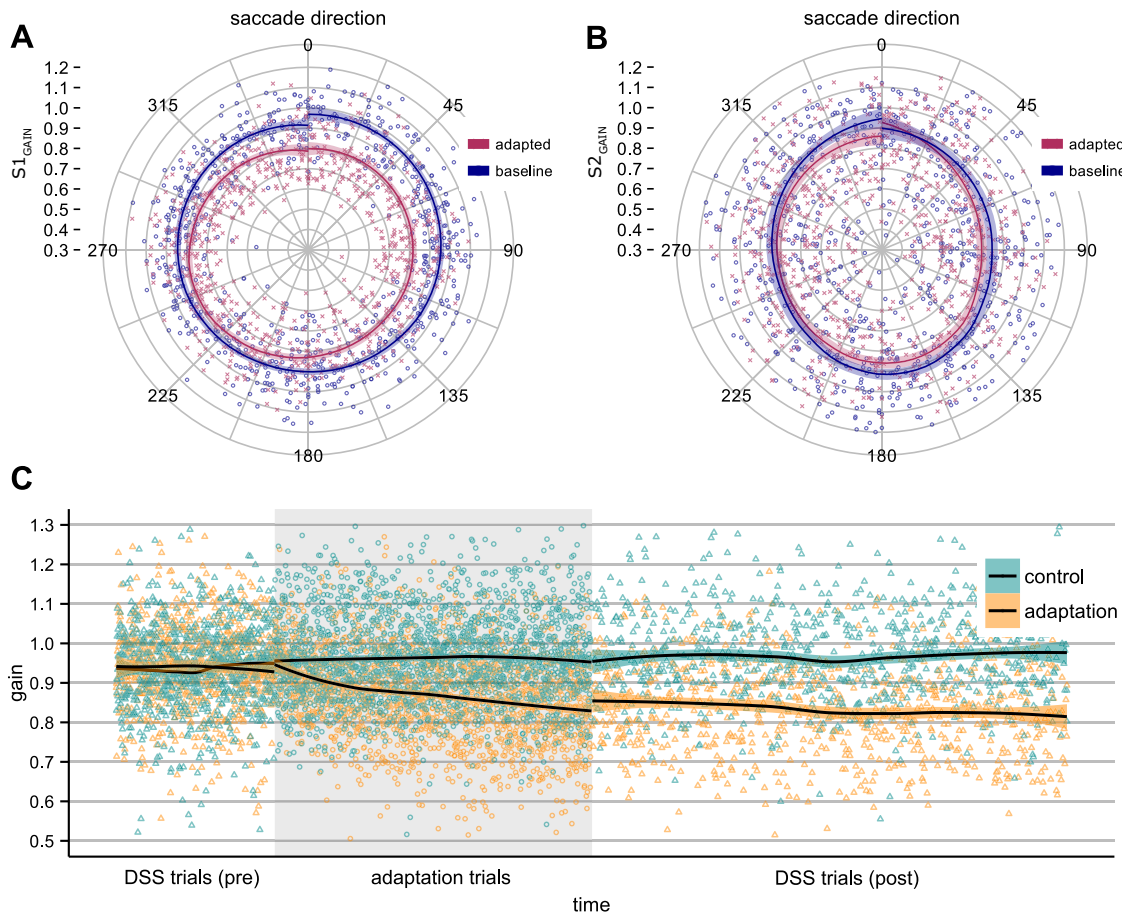 A
saccade direction
0
45
90
135
180
225
270
315
1.2
1.1
1.0
0.9
0.8
0.7
0.6
0.5
0.4
0.3
S1GAIN
adapted
baseline
B
saccade direction
0
45
90
135
180
225
270
315
1.2
1.1
1.0
0.9
0.8
0.7
0.6
0.5
0.4
0.3
S2GAIN
adapted
baseline
C
1.3
1.2
1.1
1.0
0.9
0.8
0.7
0.6
0.5
gain
control
adaptation
DSS trials (pre)
adaptation trials
DSS trials (post)
time